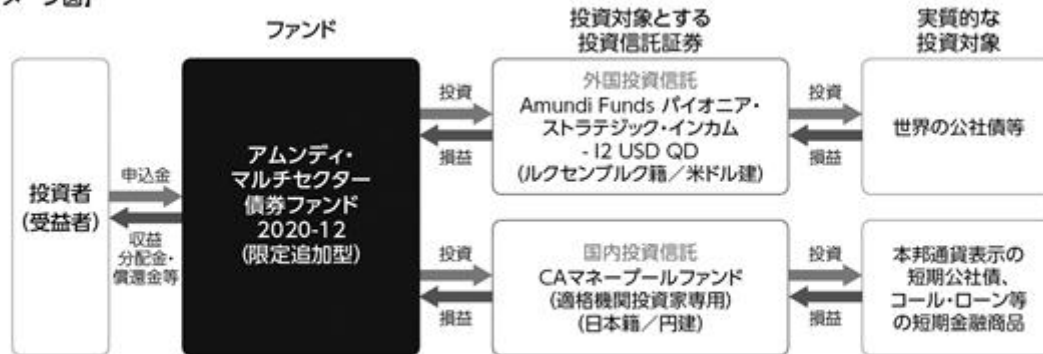 ファンド
投資対象とする
投資信託証券
実質的な
投資対象
投資者
(受益者)
申込金
収益
分配金・
償還金等
アムンディ・
マルチセクター
債券ファンド
2020-12
(限定追加型)
投資
損益
外国投資信託
Amundi Funds パイオニア・
ストラテジック・インカム
- I2 USD QD
(ルクセンブルク籍/米ドル建)
投資
損益
世界の公社債等
投資
損益
国内投資信託
CAマネープールファンド
(適格機関投資家専用)
(日本籍/円建)
投資
損益
本邦通貨表示の
短期公社債、
コール・ローン等
の短期金融商品